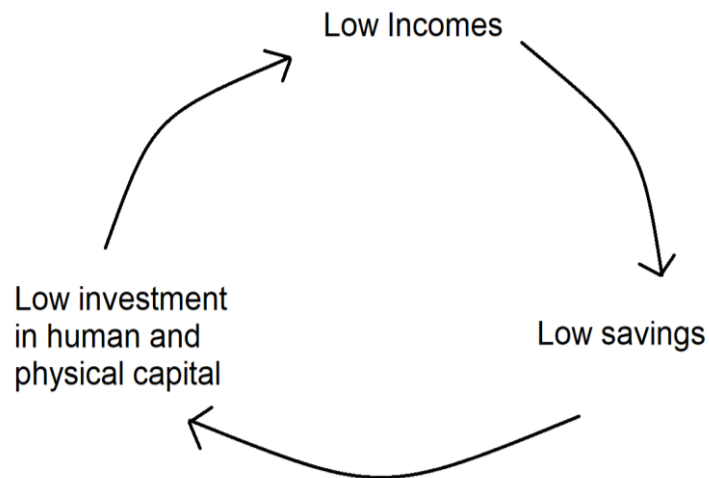 Low Incomes
Low savings
Low investment
in human and
physical capital